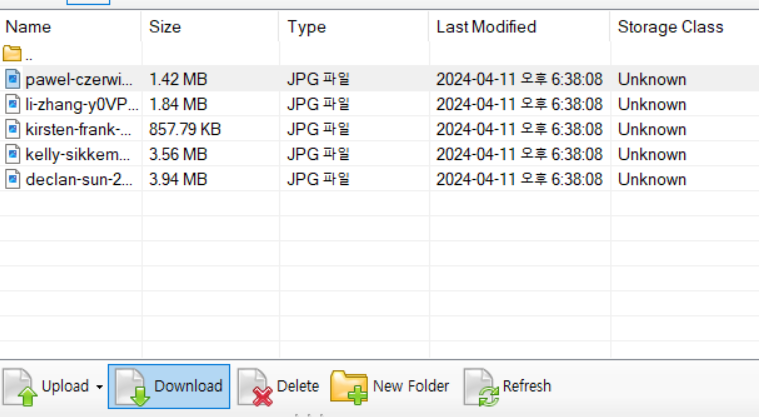 Name Size Type Last Modified Storage Class
..
pawel-czerwi... 1.42 MB JPG 파일 2024-04-11 오후 6:38:08 Unknown
li-zhang-y0VP... 1.84 MB JPG 파일 2024-04-11 오후 6:38:08 Unknown
kirsten-frank-... 857.79 KB JPG 파일 2024-04-11 오후 6:38:08 Unknown
kelly-sikkem... 3.56 MB JPG 파일 2024-04-11 오후 6:38:08 Unknown
declan-sun-2... 3.94 MB JPG 파일 2024-04-11 오후 6:38:08 Unknown
Upload Download Delete New Folder Refresh